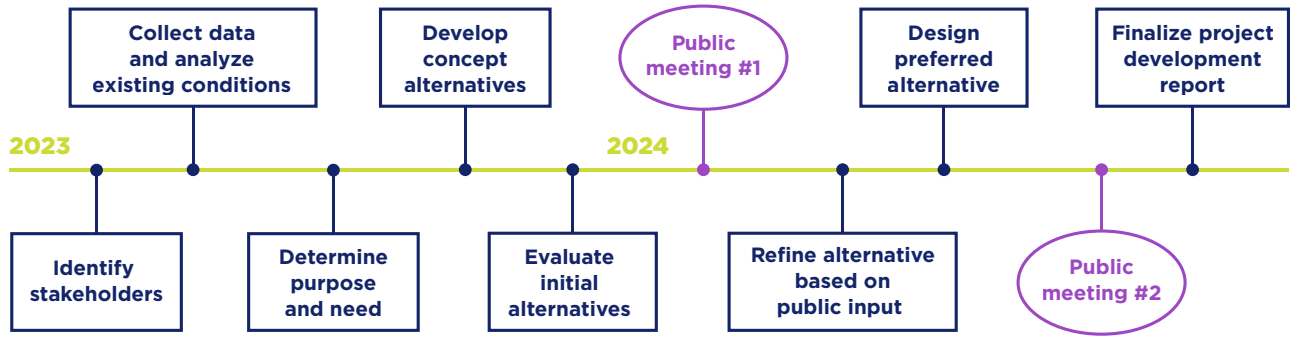 Collect data
and analyze
existing conditions
Develop
concept
alternatives
Public
meeting #1
Design
preferred
alternative
Finalize project
development
report
2023
2024
Identify
stakeholders
Determine
purpose
and need
Evaluate
initial
alternatives
Refine alternative
based on
public input
Public
meeting #2